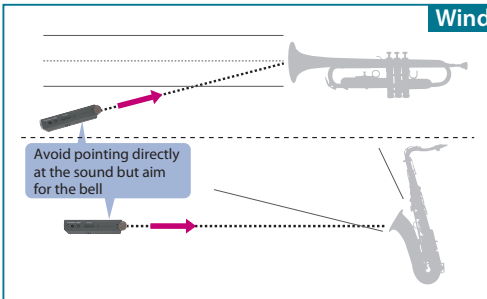 Wind
Avoid pointing directly
at the sound but aim
for the bell